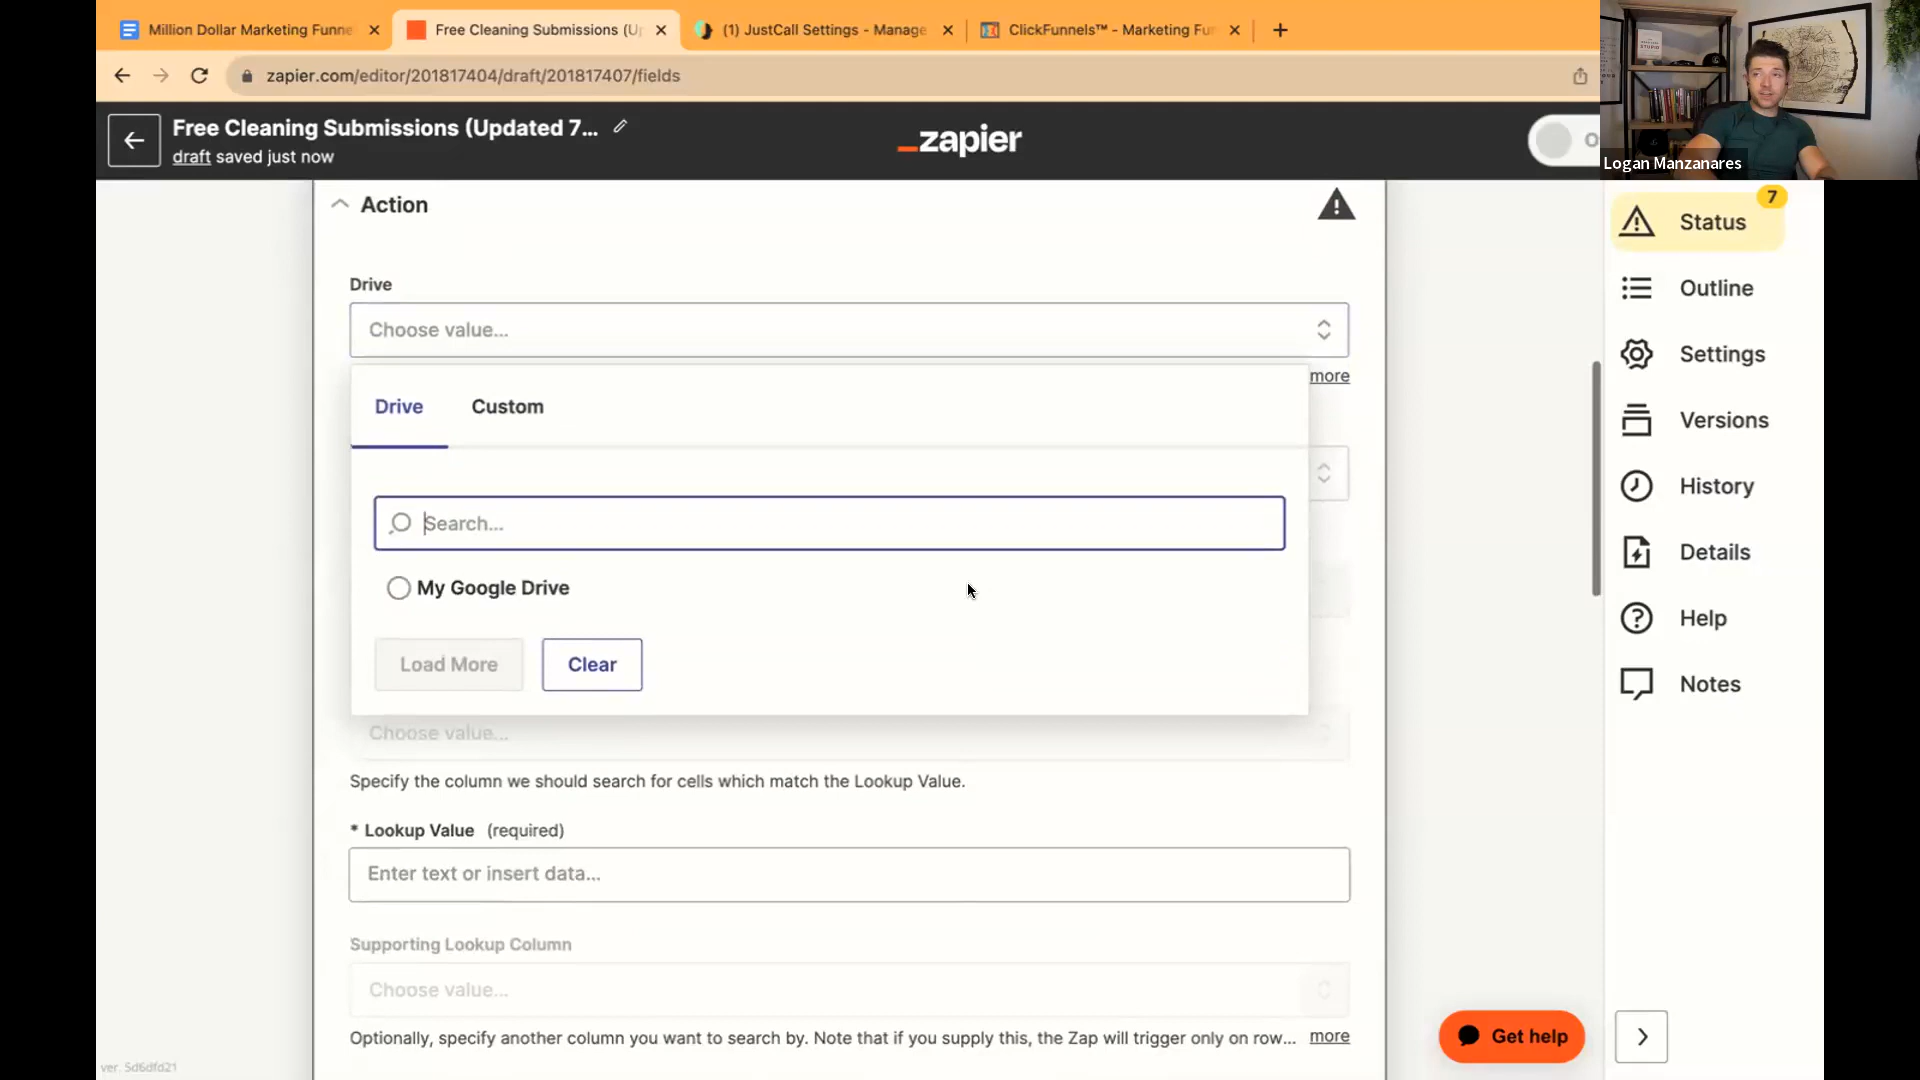 Million Dollar Marketing Funne
Free Cleaning Submissions (U
(1) JustCall Settings - Manage
ClickFunnels™ - Marketing Fu
zapier.com/editor/201817404/draft/201817407/fields
Free Cleaning Submissions (Updated 7...
draft saved just now
_zapier
O
Logan Manzanares
Action
Drive
Choose value...
more
Drive
Custom
Search...
My Google Drive
Load More
Clear
Choose value...
Specify the column we should search for cells which match the Lookup Value.
* Lookup Value (required)
Enter text or insert data...
Supporting Lookup Column
Choose value...
Optionally, specify another column you want to search by. Note that if you supply this, the Zap will trigger only on row... more
7
Status
Outline
Settings
Versions
History
Details
Help
Notes
Get help
ver. 5d6dfd21